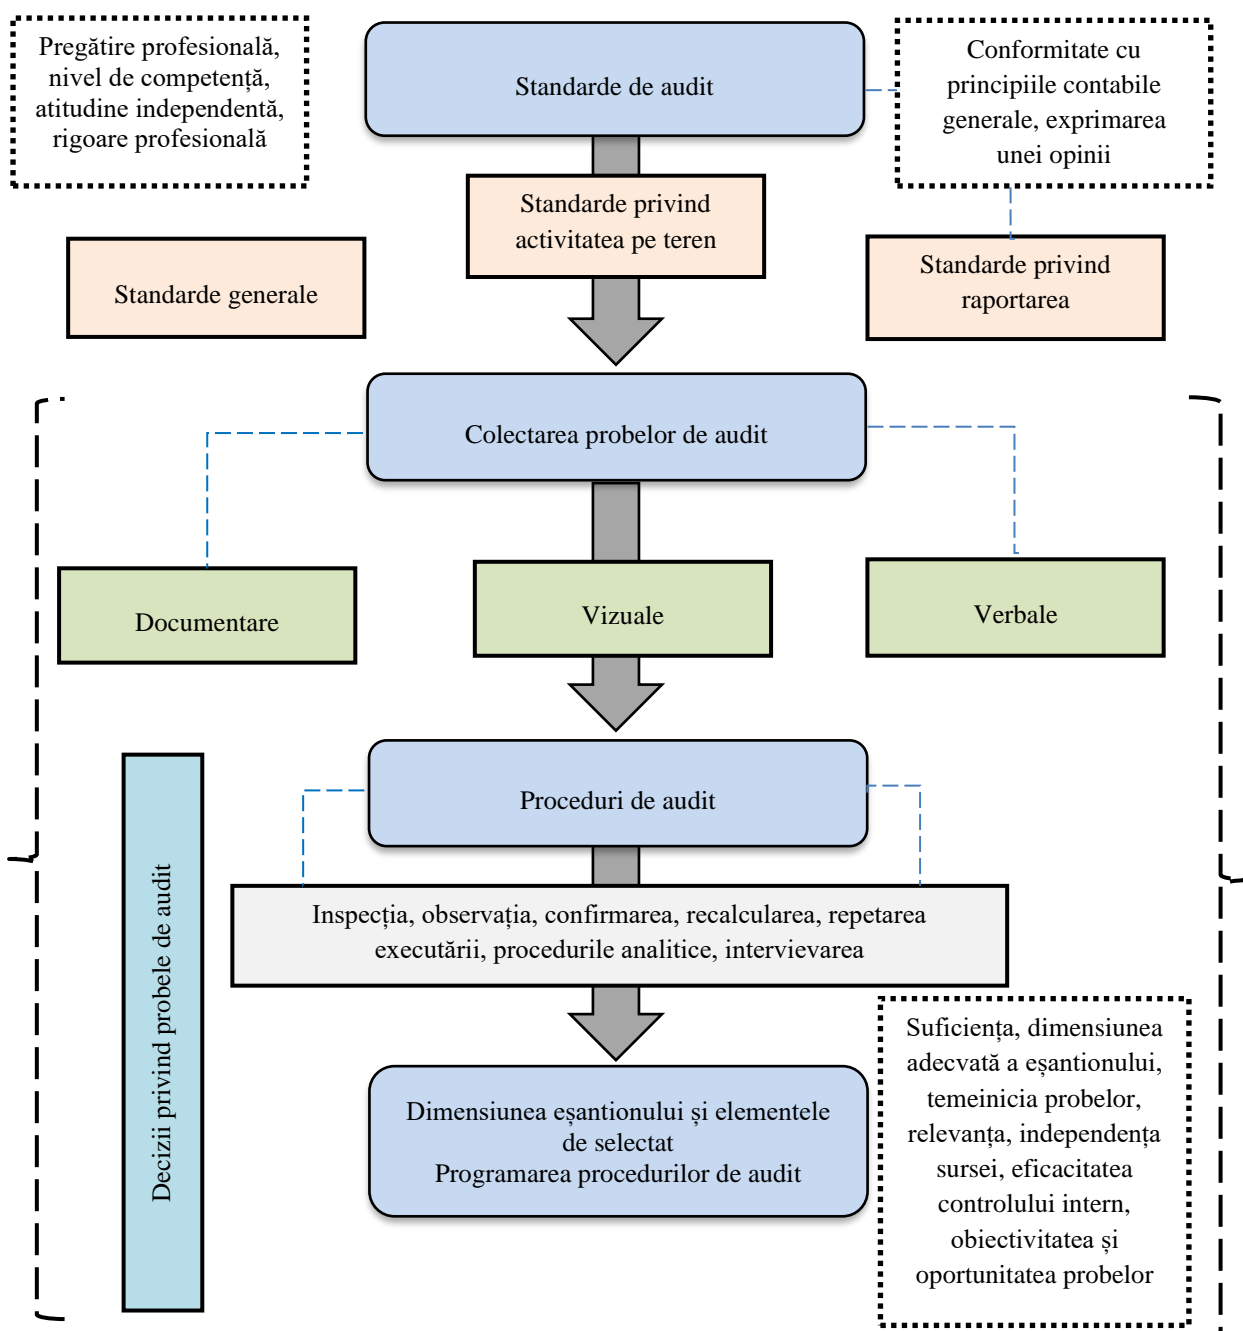 Pregătire profesională,
nivel de competență,
atitudine independentă,
rigoare profesională
Standarde de audit
Conformitate cu
principiile contabile
generale, exprimarea
unei opinii
Standarde privind
activitatea pe teren
Standarde generale
Standarde privind
raportarea
Colectarea probelor de audit
Documentare
Vizuale
Verbale
Proceduri de audit
Decizii privind probele de audit
Inspecția, observația, confirmarea, recalcularea, repetarea
executării, procedurile analitice, intervievarea
Dimensiunea eșantionului și elementele
de selectat
Programarea procedurilor de audit
Suficiența, dimensiunea
adecvată a eșantionului,
temeinicia probelor,
relevanța, independența
sursei, eficacitatea
controlului intern,
obiectivitatea și
oportunitatea probelor